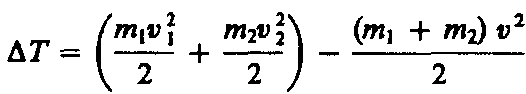 ΔT = (m₁v₁²/2 + m₂v₂²/2) − (m₁ + m₂) v²/2